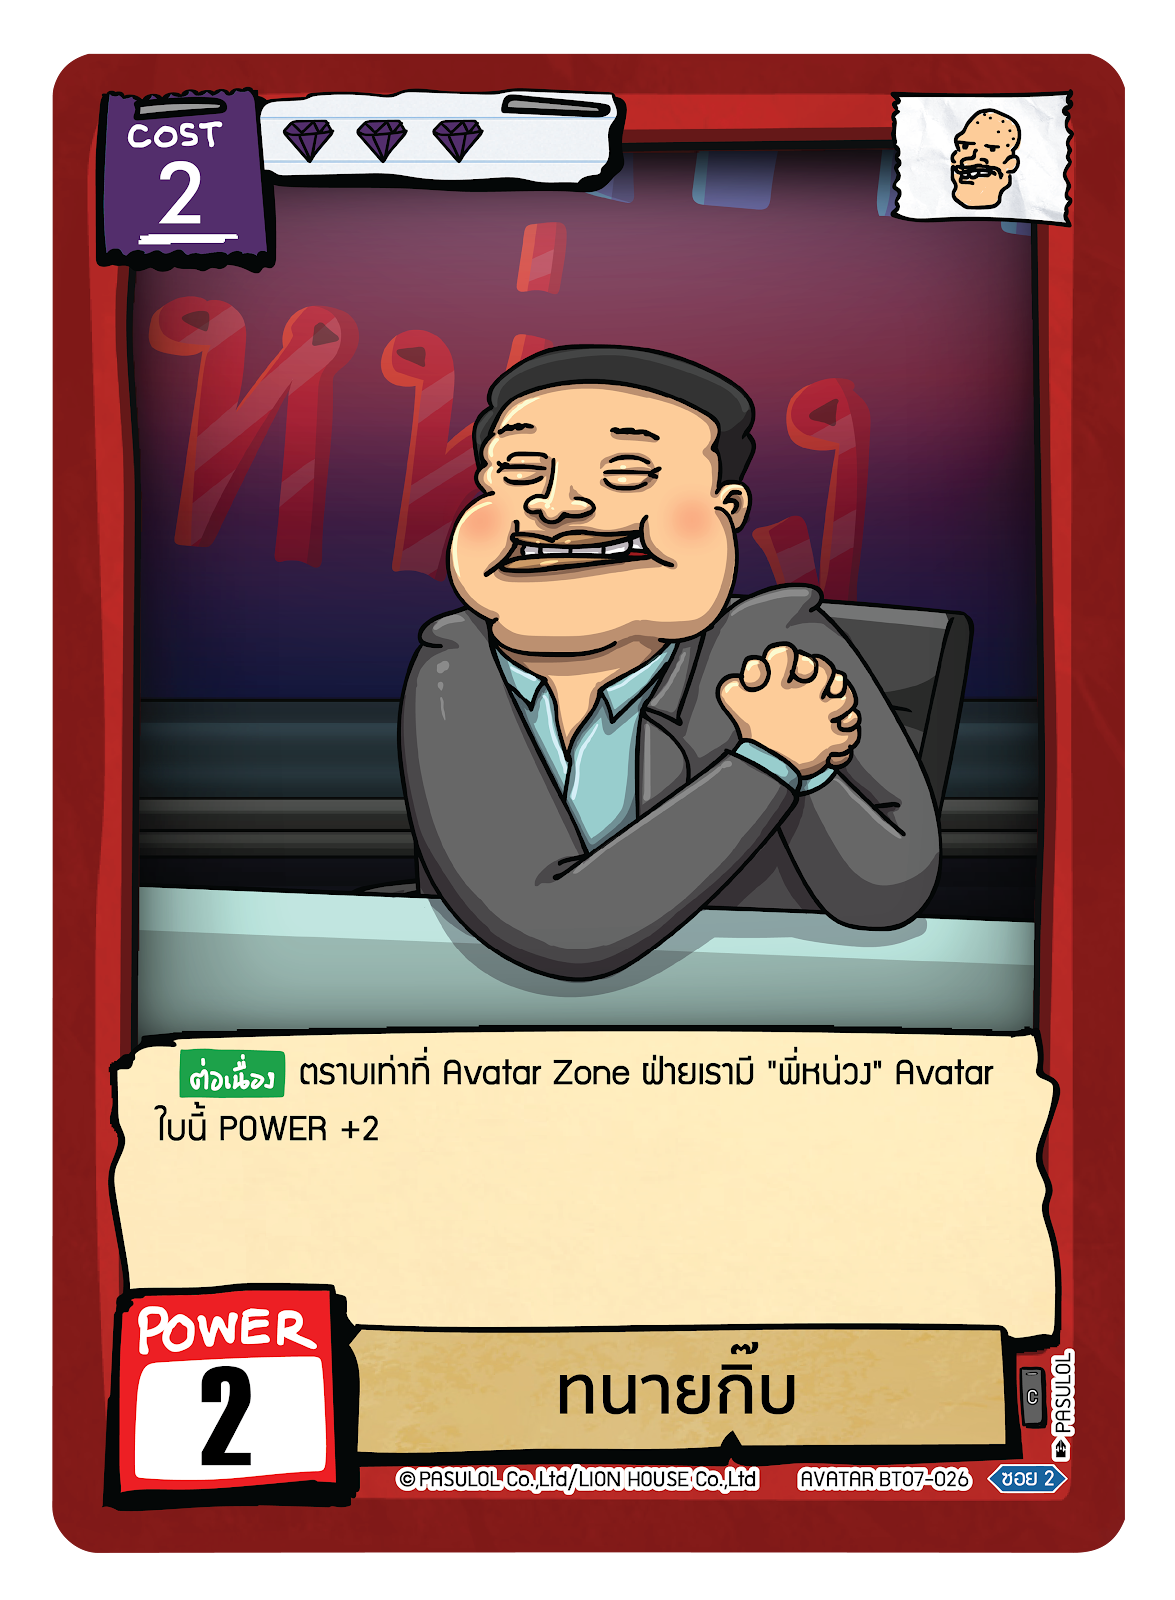 COST
2
หน่วง
ต่อเนื่อง ตราบเท่าที่ Avatar Zone ฝ่ายเรามี "พี่หน่วง" Avatar
ใบนี้ POWER +2
POWER
2
ทนายกิ๊บ
C
PASULOL
© PASULOL Co.,Ltd/LION HOUSE Co.,Ltd
AVATAR BT07-026
ซอย 2